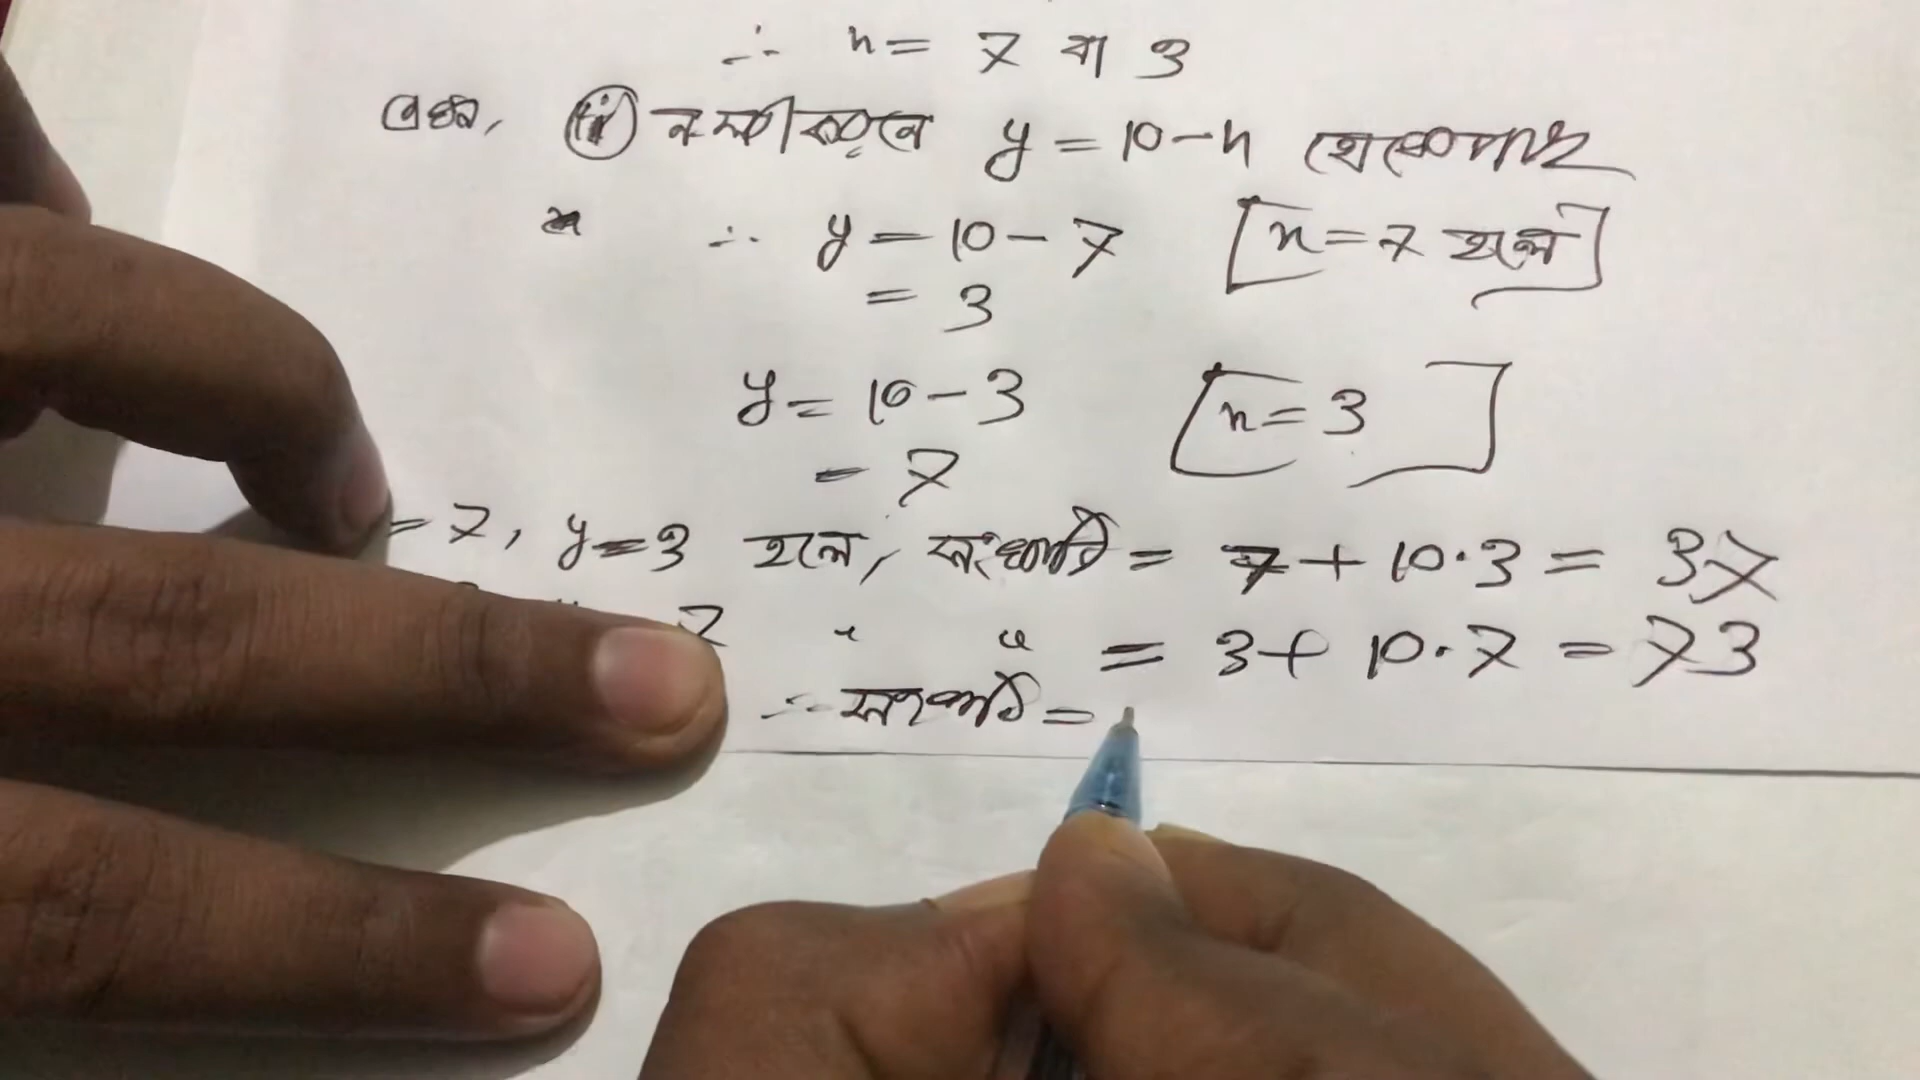 ∴ x = 7 বা 3
এখন, (ii) নং সমীকরণে y = 10 - x থেকে পাই
∴ y = 10 - 7 [x = 7 হলে]
= 3
y = 10 - 3 [x = 3 ]
= 7
= 7, y = 3 হলে, সংখ্যাটি = 7 + 10·3 = 37
7 " " = 3 + 10·7 = 73
∴ সংখ্যাটি =